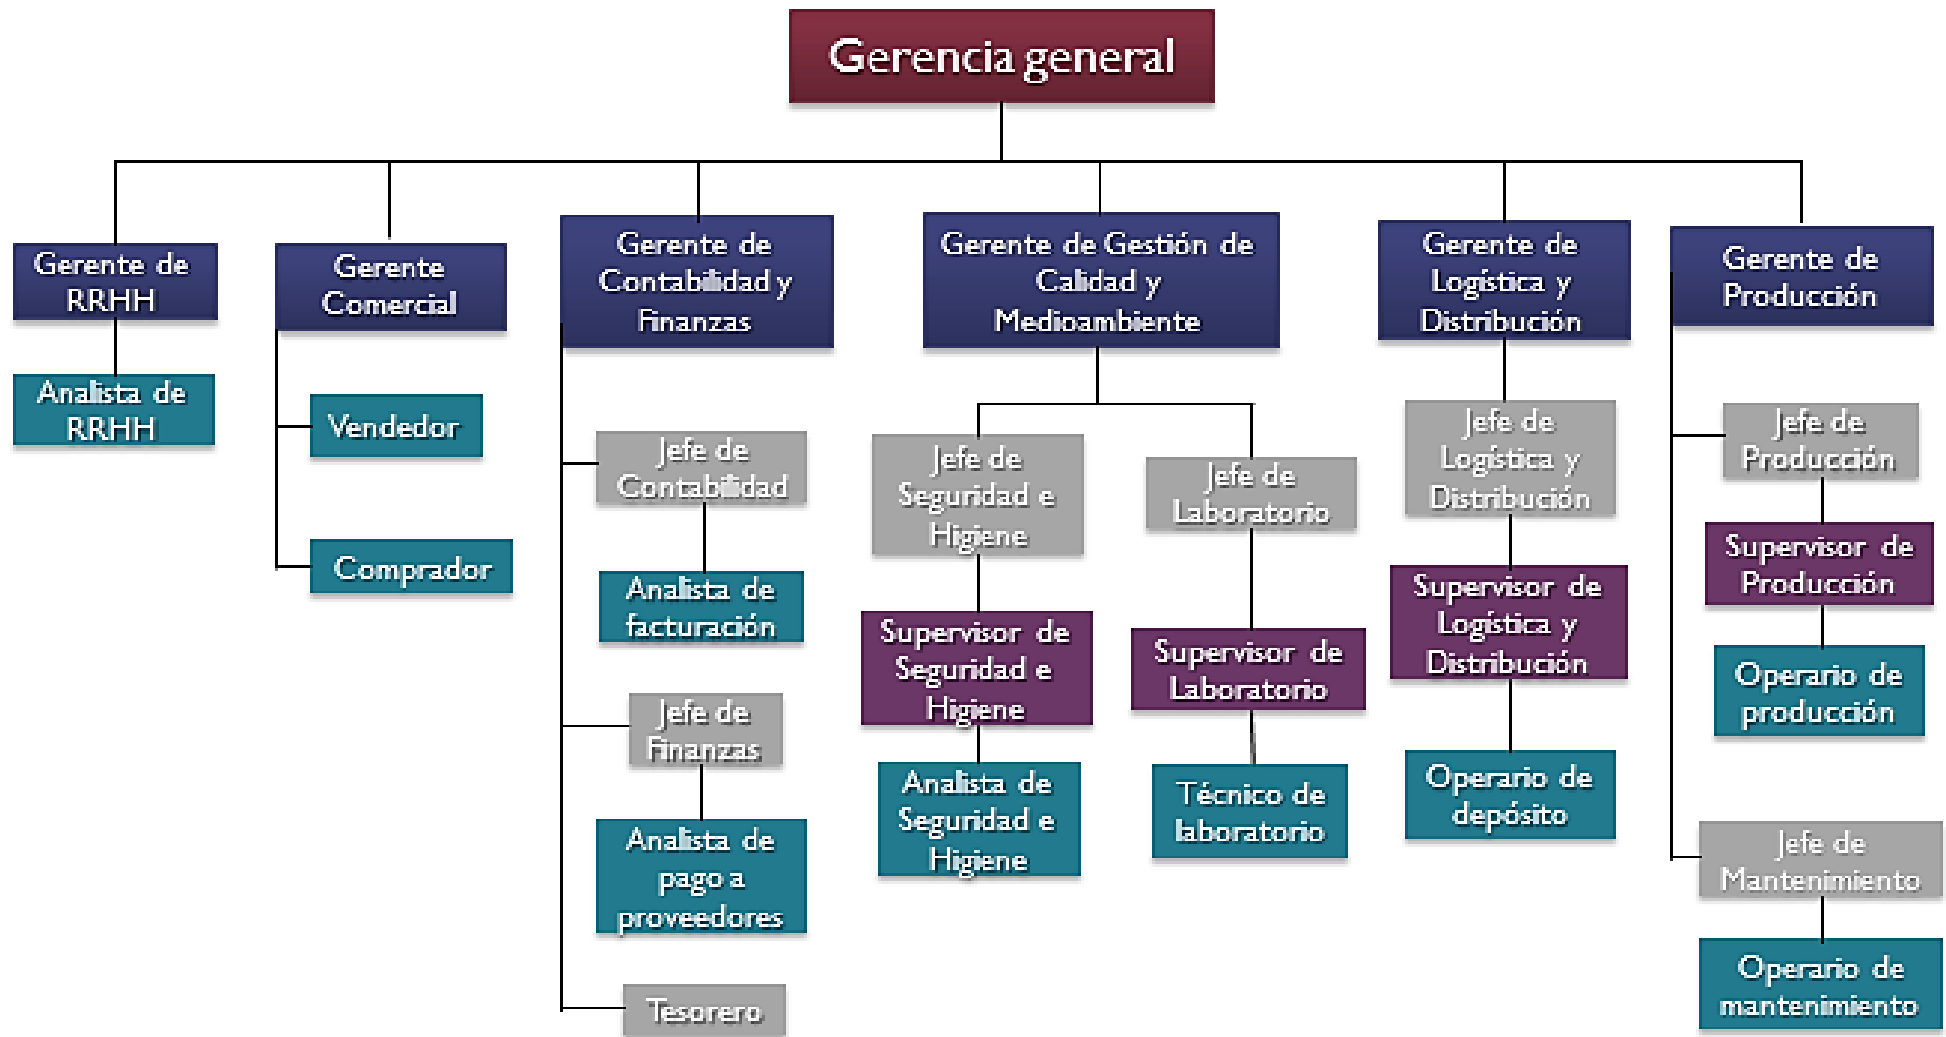 Gerencia general
Gerente de
RRHH
Analista de
RRHH
Gerente
Comercial
Vendedor
Comprador
Gerente de
Contabilidad y
Finanzas
Jefe de
Contabilidad
Analista de
facturación
Jefe de
Finanzas
Analista de
pago a
proveedores
Tesorero
Gerente de Gestión de
Calidad y
Medioambiente
Jefe de
Seguridad e
Higiene
Supervisor de
Seguridad e
Higiene
Analista de
Seguridad e
Higiene
Jefe de
Laboratorio
Supervisor de
Laboratorio
Técnico de
laboratorio
Gerente de
Logística y
Distribución
Jefe de
Logística y
Distribución
Supervisor de
Logística y
Distribución
Operario de
depósito
Gerente de
Producción
Jefe de
Producción
Supervisor de
Producción
Operario de
producción
Jefe de
Mantenimiento
Operario de
mantenimiento